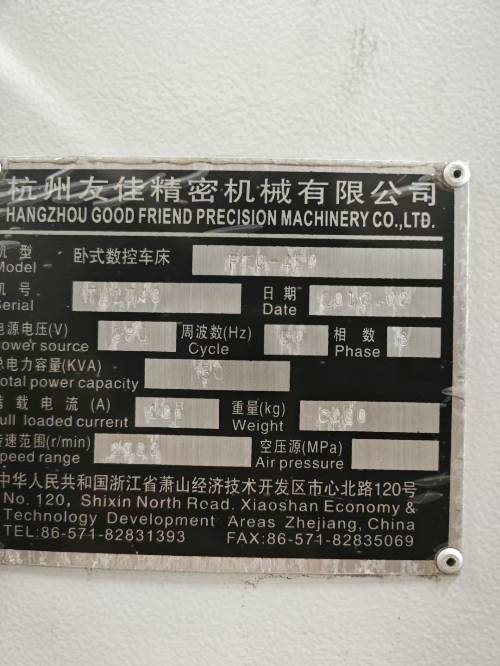 杭州友佳精密机械有限公司
HANGZHOU GOOD FRIEND PRECISION MACHINERY CO.,LTD.
机型 卧式数控车床
Model
机号 日期
Serial Date
电源电压(V) 周波数(Hz) 相数
Power source Cycle Phase
总电力容量(KVA)
Total power capacity
满载电流(A) 重量(kg)
Full loaded current Weight
转速范围(r/min) 空压源(MPa)
Speed range Air pressure
中华人民共和国浙江省萧山经济技术开发区市心北路120号
No. 120, Shixin North Road. Xiaoshan Economy &
Technology Development Areas Zhejiang, China
TEL:86-571-82831393 FAX:86-571-82835069